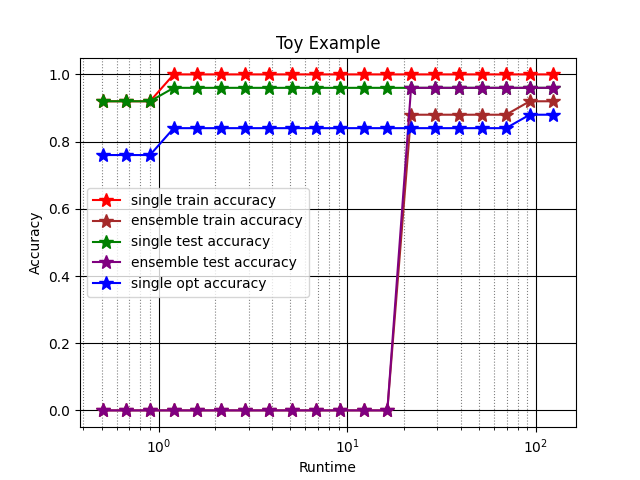 Toy Example
1.0
0.8
0.6
0.4
0.2
0.0
Accuracy
single train accuracy
ensemble train accuracy
single test accuracy
ensemble test accuracy
single opt accuracy
10⁰ 10¹ 10²
Runtime